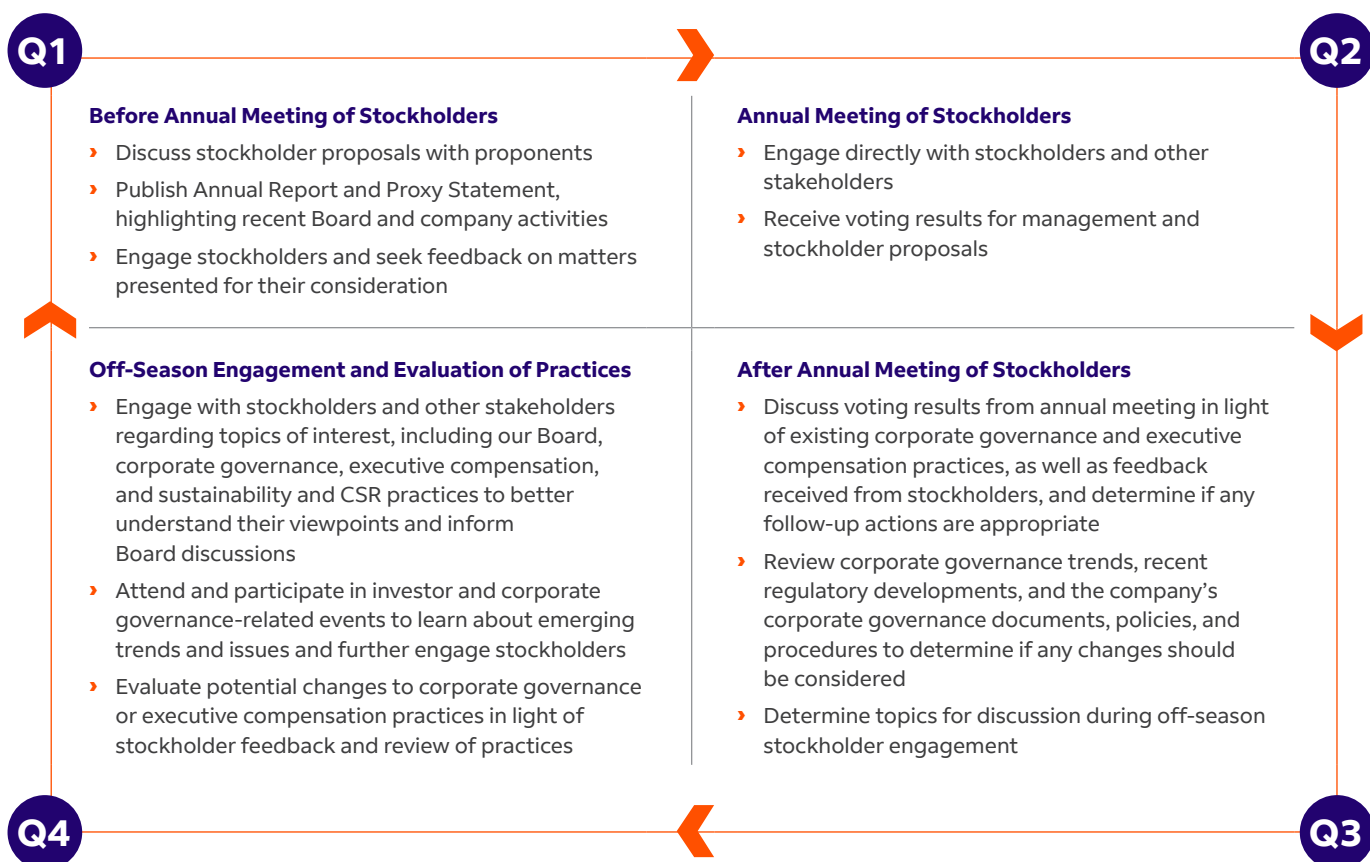 Q1
Q2
Before Annual Meeting of Stockholders
Discuss stockholder proposals with proponents
Publish Annual Report and Proxy Statement,
highlighting recent Board and company activities
Engage stockholders and seek feedback on matters
presented for their consideration
Annual Meeting of Stockholders
Engage directly with stockholders and other
stakeholders
Receive voting results for management and
stockholder proposals
Off-Season Engagement and Evaluation of Practices
Engage with stockholders and other stakeholders
regarding topics of interest, including our Board,
corporate governance, executive compensation,
and sustainability and CSR practices to better
understand their viewpoints and inform
Board discussions
Attend and participate in investor and corporate
governance-related events to learn about emerging
trends and issues and further engage stockholders
Evaluate potential changes to corporate governance
or executive compensation practices in light of
stockholder feedback and review of practices
After Annual Meeting of Stockholders
Discuss voting results from annual meeting in light
of existing corporate governance and executive
compensation practices, as well as feedback
received from stockholders, and determine if any
follow-up actions are appropriate
Review corporate governance trends, recent
regulatory developments, and the company’s
corporate governance documents, policies, and
procedures to determine if any changes should
be considered
Determine topics for discussion during off-season
stockholder engagement
Q4
Q3